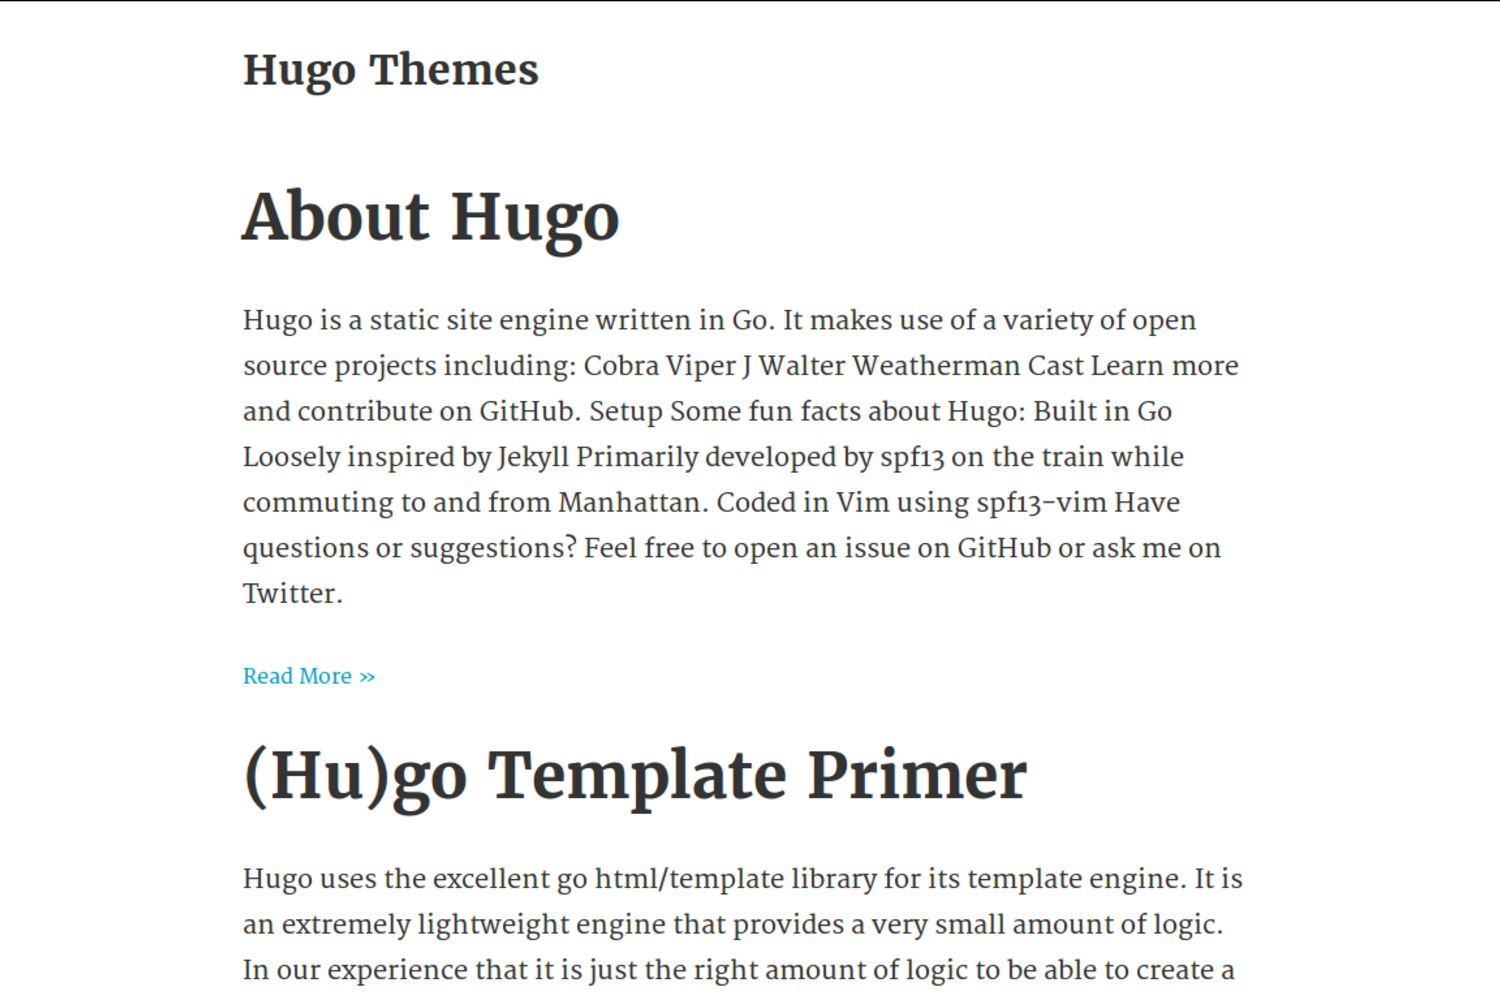 Hugo Themes
About Hugo
Hugo is a static site engine written in Go. It makes use of a variety of open
source projects including: Cobra Viper J Walter Weatherman Cast Learn more
and contribute on GitHub. Setup Some fun facts about Hugo: Built in Go
Loosely inspired by Jekyll Primarily developed by spf13 on the train while
commuting to and from Manhattan. Coded in Vim using spf13-vim Have
questions or suggestions? Feel free to open an issue on GitHub or ask me on
Twitter.
Read More »
(Hu)go Template Primer
Hugo uses the excellent go html/template library for its template engine. It is
an extremely lightweight engine that provides a very small amount of logic.
In our experience that it is just the right amount of logic to be able to create a